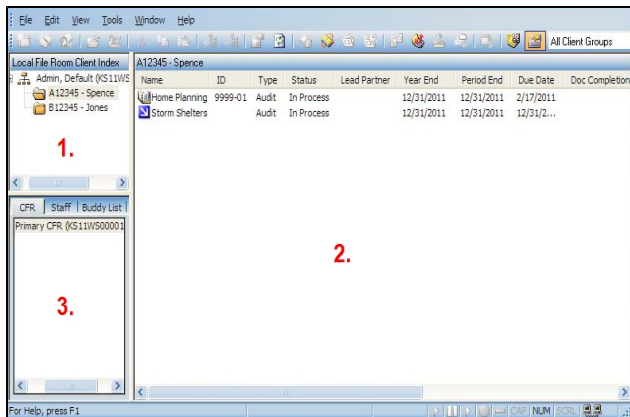 File Edit View Tools Window Help
All Client Groups
Local File Room Client Index
Admin, Default (KS11WS
A12345 - Spence
B12345 - Jones
1.
CFR Staff Buddy List
Primary CFR (KS11WS00001
3.
A12345 - Spence
Name ID Type Status Lead Partner Year End Period End Due Date Doc Completion
Home Planning 9999-01 Audit In Process 12/31/2011 12/31/2011 2/17/2011
Storm Shelters Audit In Process 12/31/2011 12/31/2011 12/31/2...
2.
For Help, press F1
CAP NUM SCRL